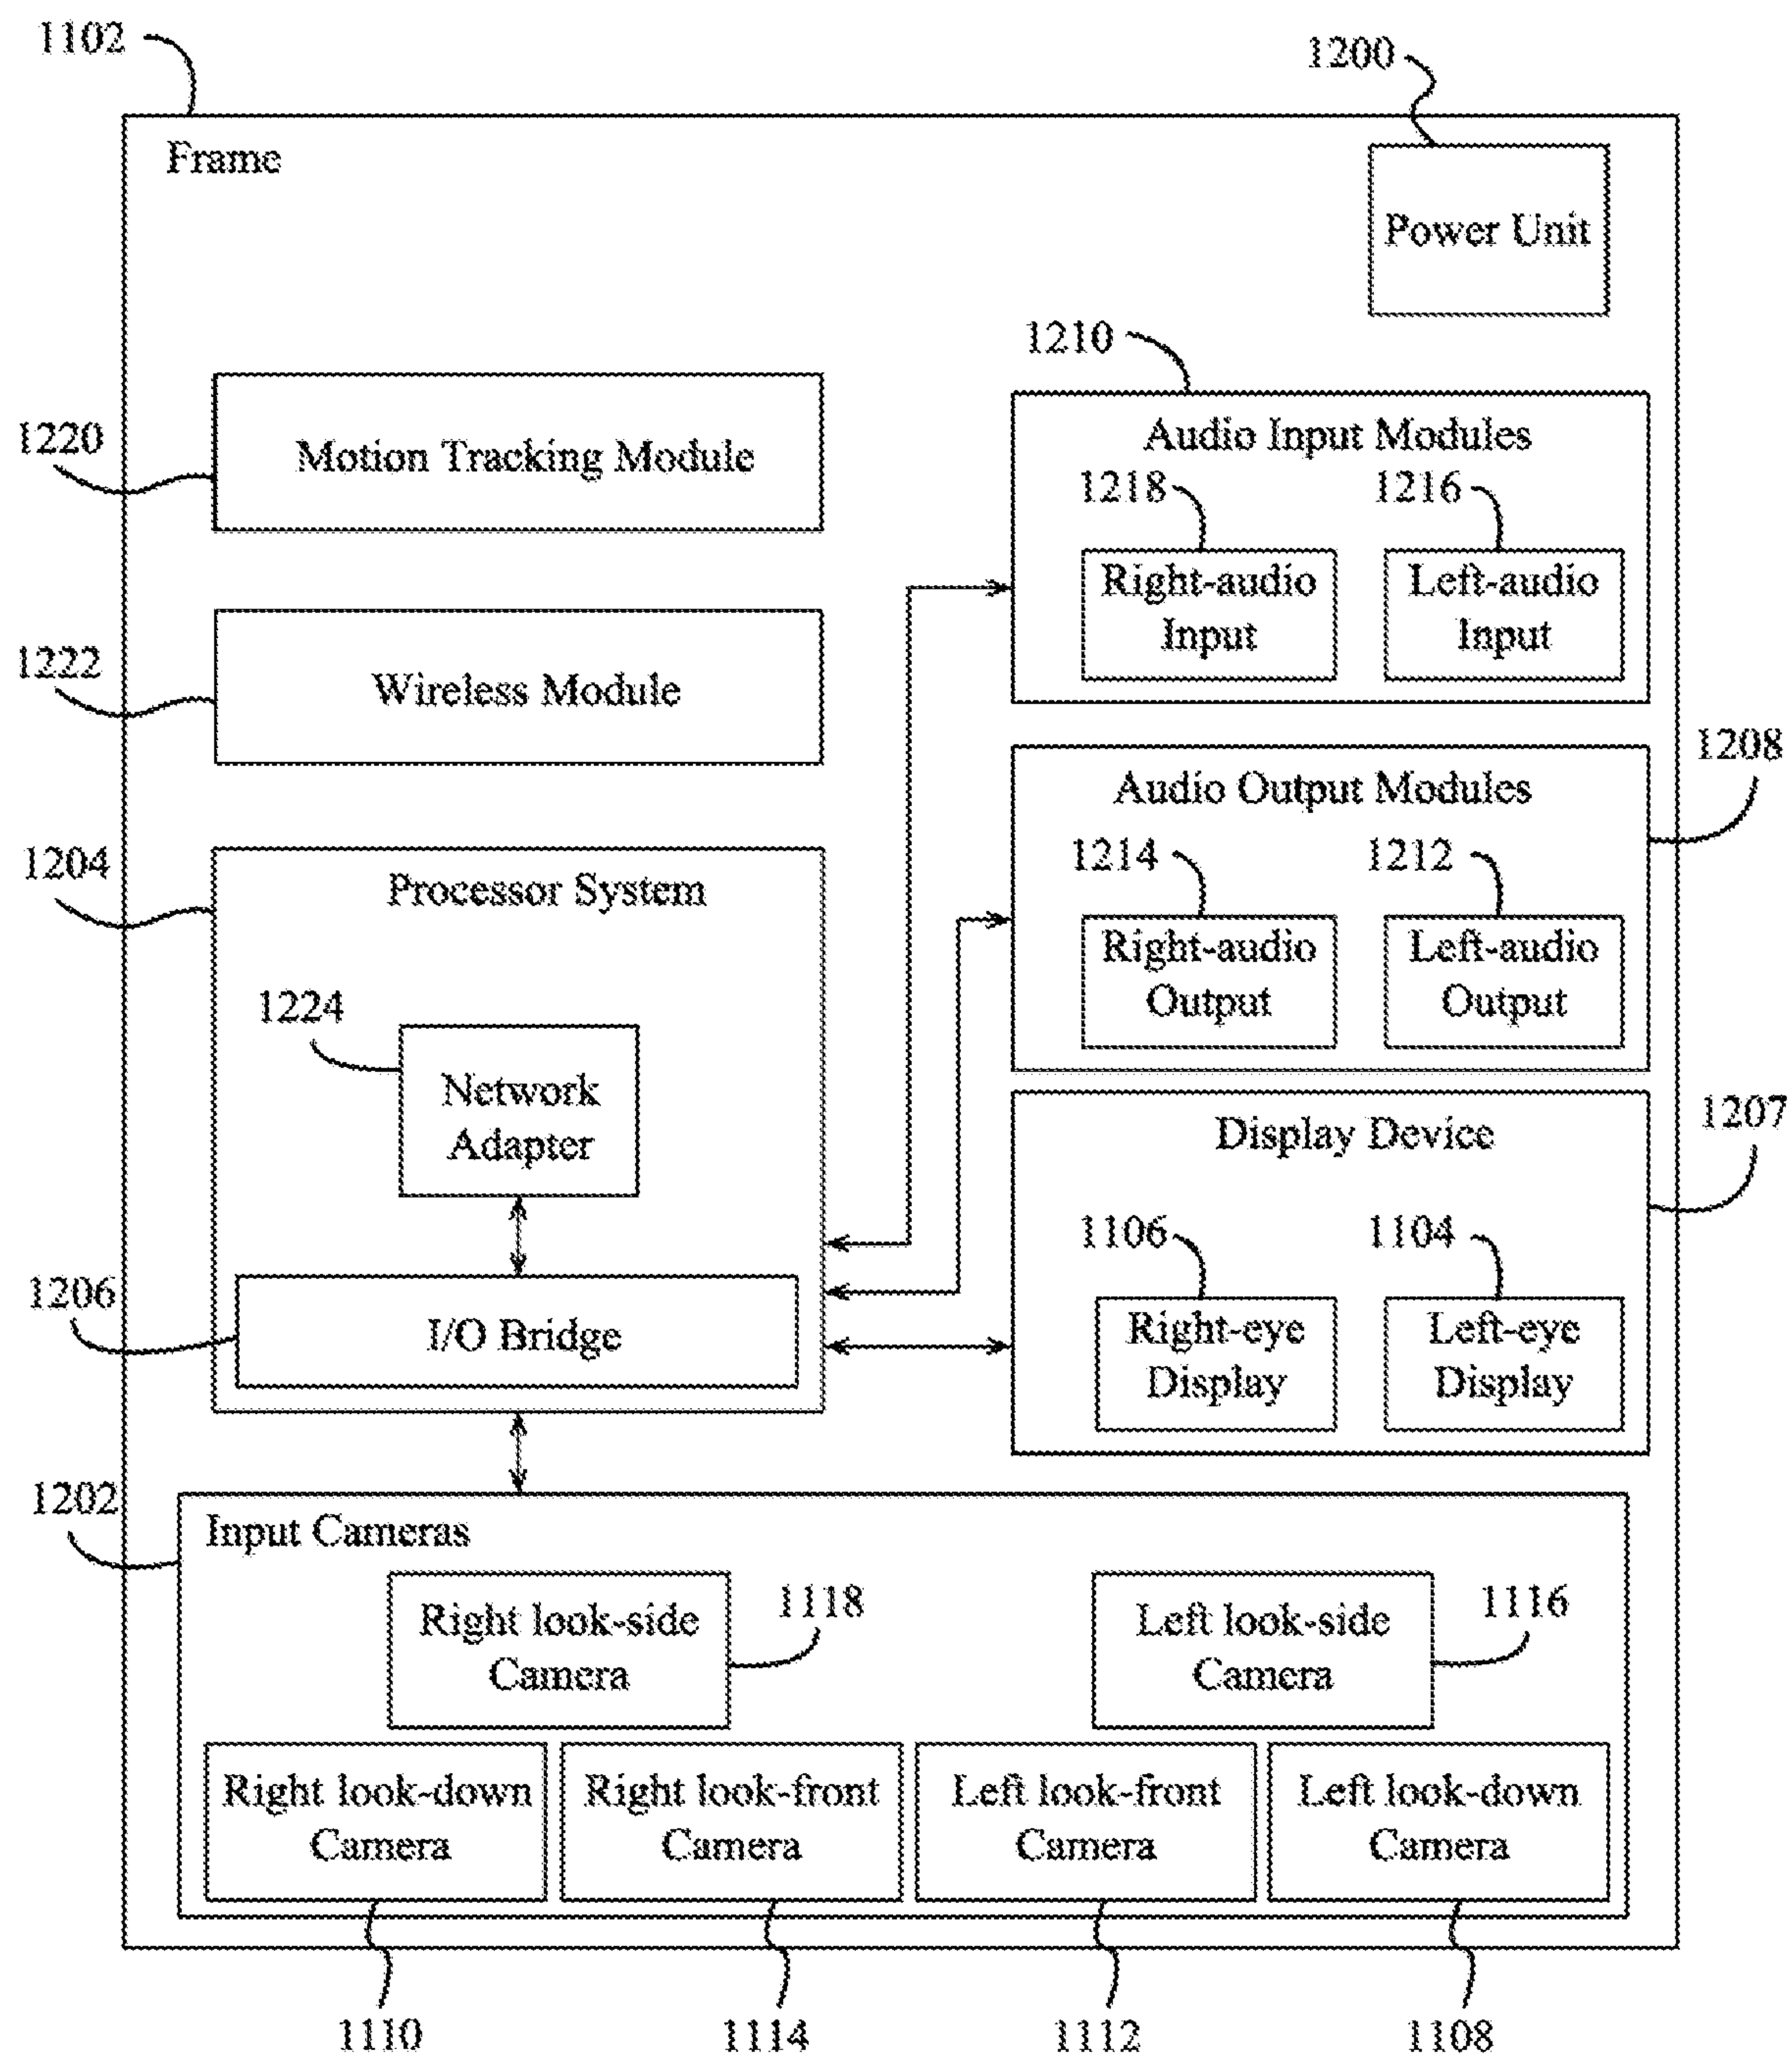 1102
1200
Frame
Power Unit
1210
1220
Motion Tracking Module
Audio Input Modules
1218
1216
Right-audio
Input
Left-audio
Input
1222
Wireless Module
1208
Audio Output Modules
1214
1212
Right-audio
Output
Left-audio
Output
1204
Processor System
1224
Network
Adapter
1207
Display Device
1106
1104
Right-eye
Display
Left-eye
Display
1206
I/O Bridge
1202
Input Cameras
Right look-side
Camera
1118
Left look-side
Camera
1116
Right look-down
Camera
Right look-front
Camera
Left look-front
Camera
Left look-down
Camera
1110
1114
1112
1108